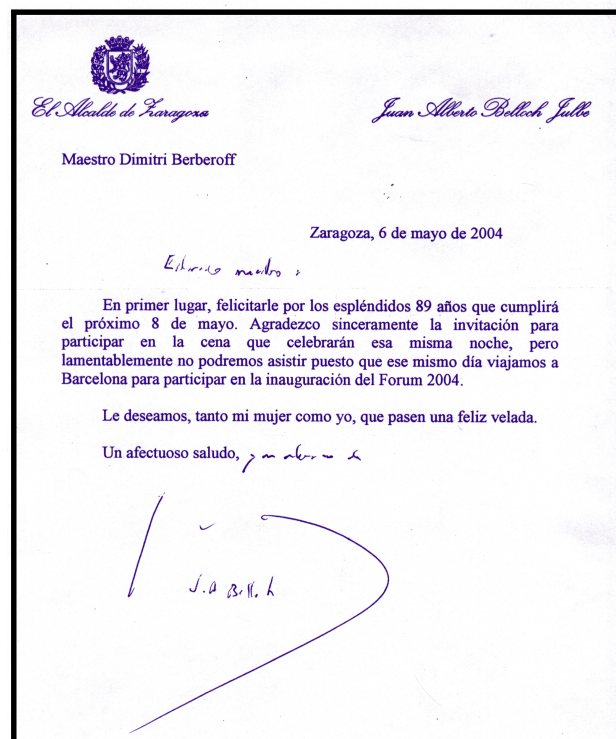 El Alcalde de Zaragoza
Juan Alberto Belloch Julbe
Maestro Dimitri Berberoff
Zaragoza, 6 de mayo de 2004
Estimado maestro:
En primer lugar, felicitarle por los espléndidos 89 años que cumplirá
el próximo 8 de mayo. Agradezco sinceramente la invitación para
participar en la cena que celebrarán esa misma noche, pero
lamentablemente no podremos asistir puesto que ese mismo día viajamos a
Barcelona para participar en la inauguración del Forum 2004.
Le deseamos, tanto mi mujer como yo, que pasen una feliz velada.
Un afectuoso saludo,
J.A Belloch